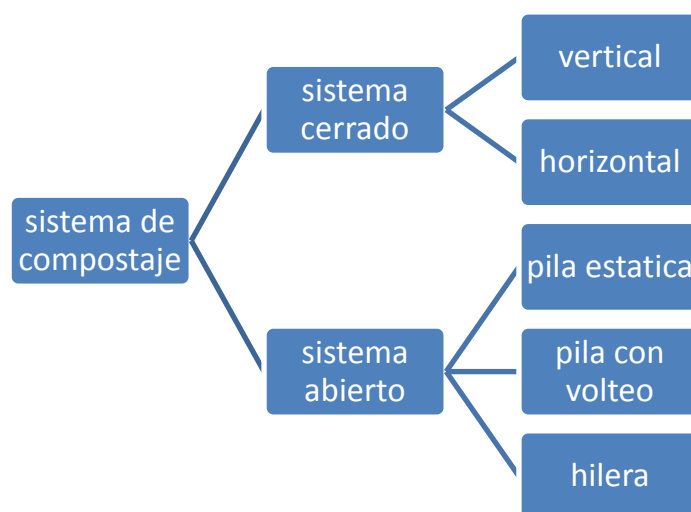 sistema de
compostaje
sistema
cerrado
vertical
horizontal
sistema
abierto
pila estatica
pila con
volteo
hilera